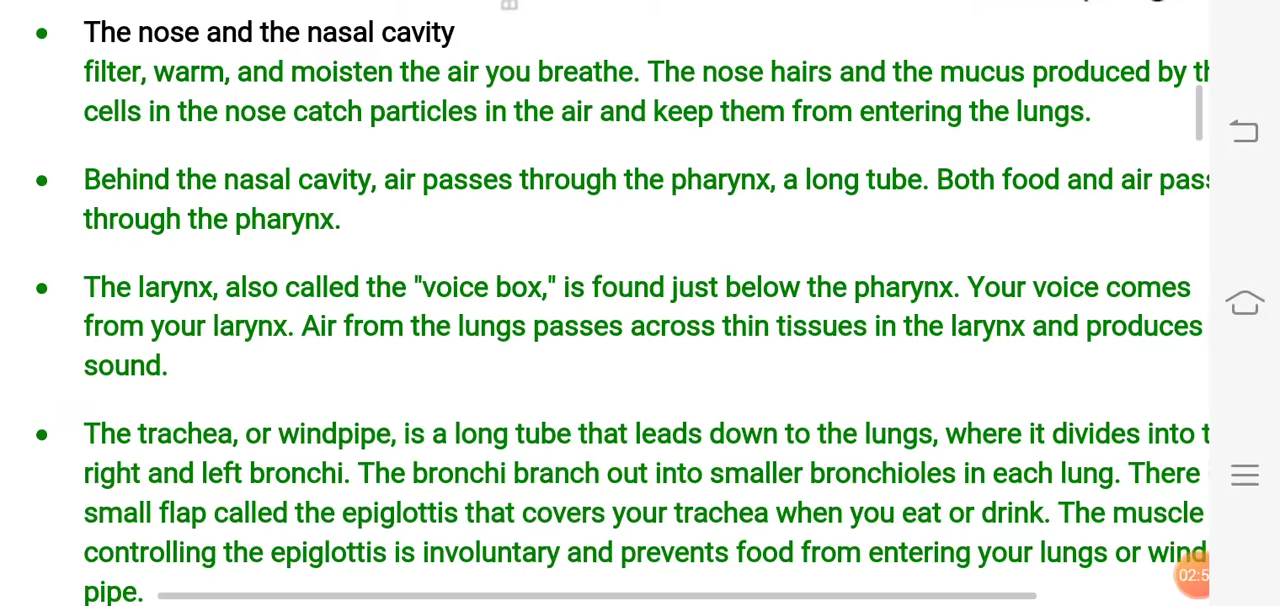 The nose and the nasal cavity
filter, warm, and moisten the air you breathe. The nose hairs and the mucus produced by
cells in the nose catch particles in the air and keep them from entering the lungs.
Behind the nasal cavity, air passes through the pharynx, a long tube. Both food and air pass
through the pharynx.
The larynx, also called the "voice box," is found just below the pharynx. Your voice comes
from your larynx. Air from the lungs passes across thin tissues in the larynx and produces
sound.
The trachea, or windpipe, is a long tube that leads down to the lungs, where it divides into
right and left bronchi. The bronchi branch out into smaller bronchioles in each lung. There
small flap called the epiglottis that covers your trachea when you eat or drink. The muscle
controlling the epiglottis is involuntary and prevents food from entering your lungs or wind
pipe.
02:5